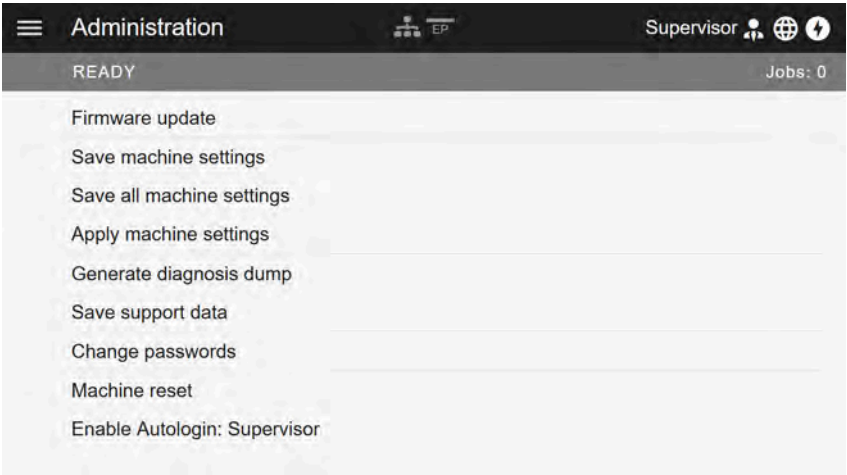 Administration EP Supervisor
READY Jobs: 0
Firmware update
Save machine settings
Save all machine settings
Apply machine settings
Generate diagnosis dump
Save support data
Change passwords
Machine reset
Enable Autologin: Supervisor